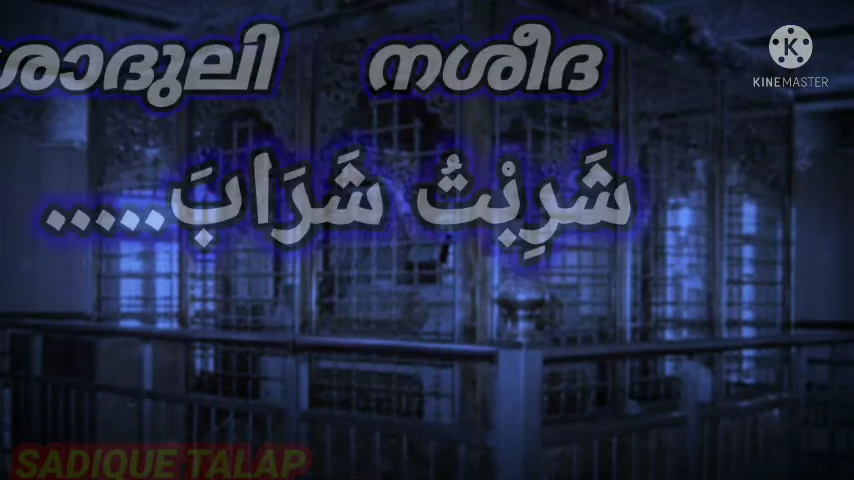 ശാദുലി നശീദ
KINEMASTER
شَرِبْتُ شَرَابَ.....
SADIQUE TALAP